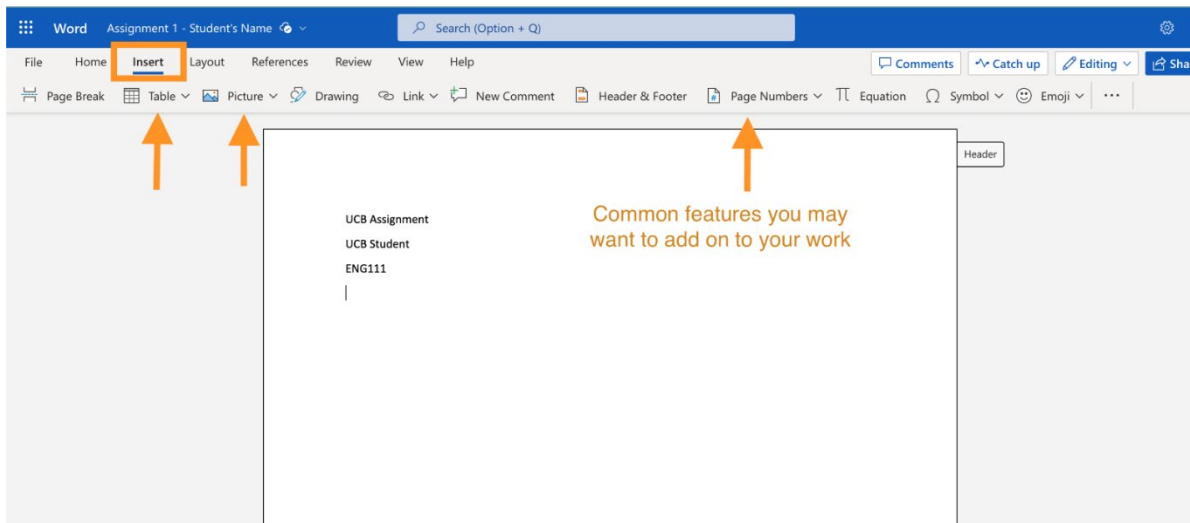 Word Assignment 1 - Student's Name Search (Option + Q)
File Home Insert Layout References Review View Help Comments Catch up Editing Sha
Page Break Table Picture Drawing Link New Comment Header & Footer Page Numbers Equation Symbol Emoji ...
Header
UCB Assignment
UCB Student
ENG111
Common features you may
want to add on to your work